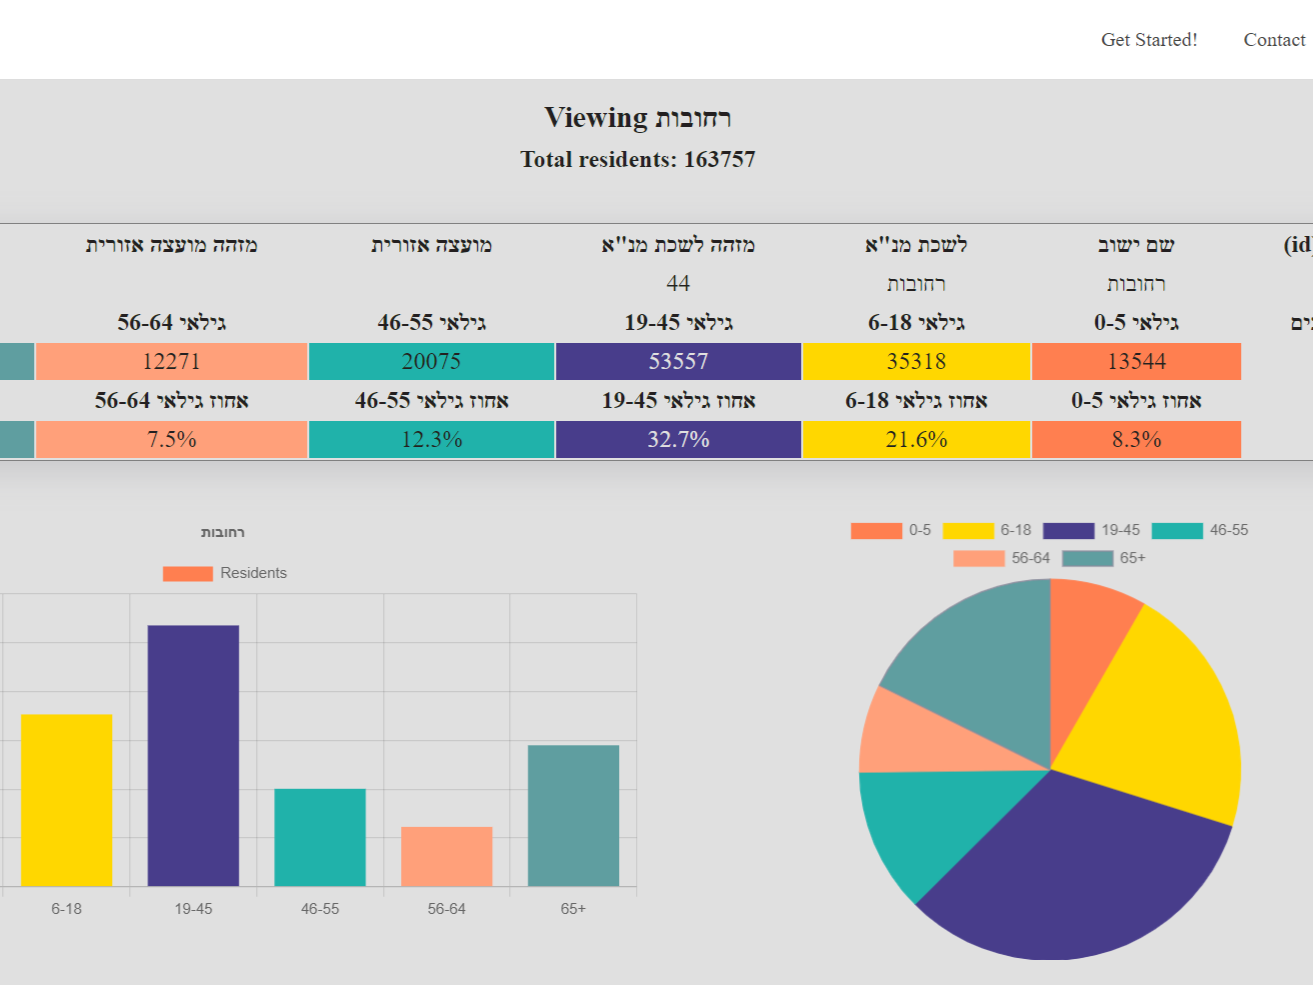 Get Started! Contact
Viewing רחובות
Total residents: 163757
(id) שם ישוב לשכת מנ"א מזהה לשכת מנ"א מועצה אזורית מזהה מועצה אזורית
רחובות רחובות 44
גילאי 0-5 גילאי 6-18 גילאי 19-45 גילאי 46-55 גילאי 56-64
13544 35318 53557 20075 12271
אחוז גילאי 0-5 אחוז גילאי 6-18 אחוז גילאי 19-45 אחוז גילאי 46-55 אחוז גילאי 56-64
8.3% 21.6% 32.7% 12.3% 7.5%
רחובות
Residents
6-18 19-45 46-55 56-64 65+
0-5 6-18 19-45 46-55
56-64 65+